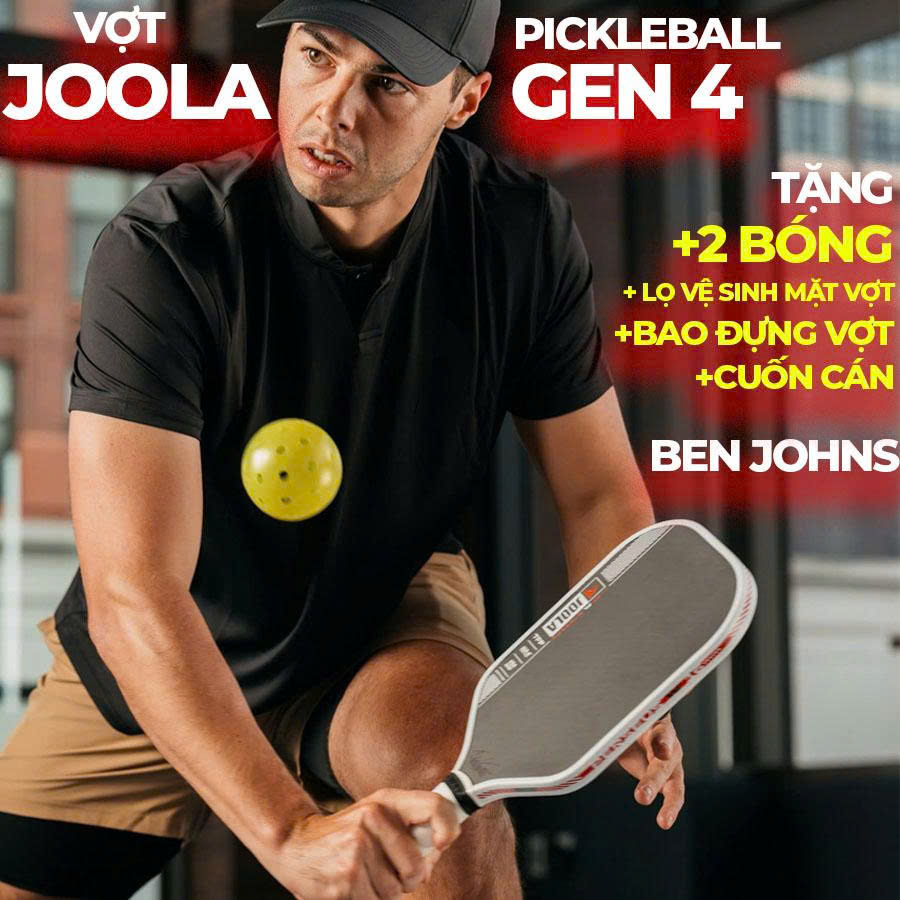 VỢT
JOOLA
PICKLEBALL
GEN 4
TẶNG
+2 BÓNG
+ LỌ VỆ SINH MẶT VỢT
+BAO ĐỰNG VỢT
+CUỐN CÁN
BEN JOHNS
JOOLA